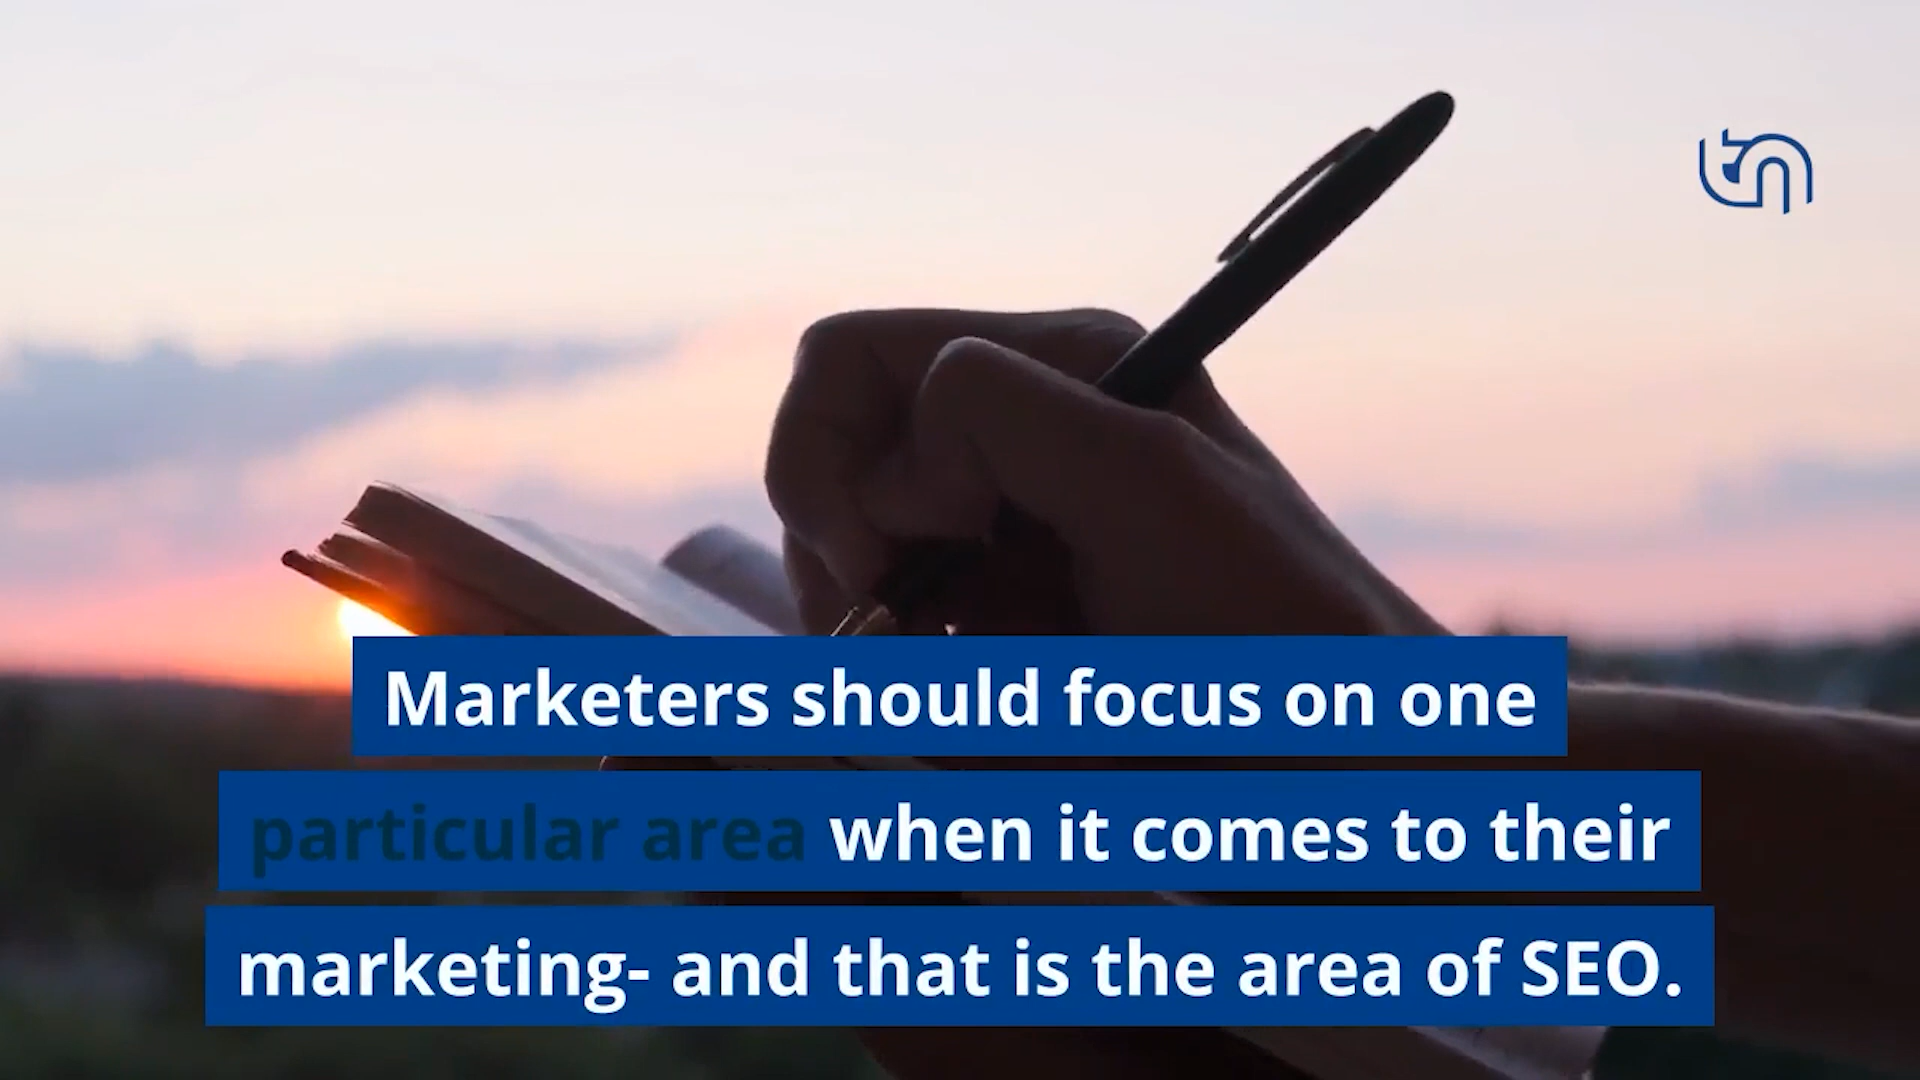 Marketers should focus on one
particular area when it comes to their
marketing- and that is the area of SEO.